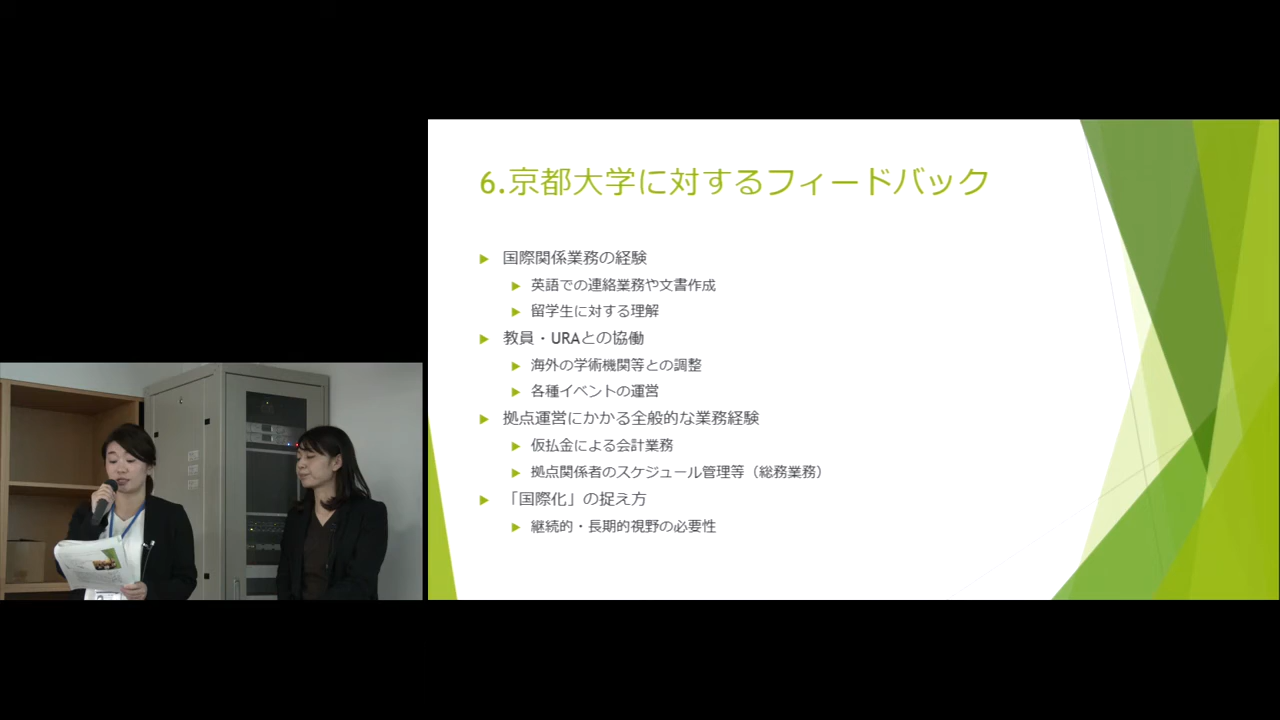 6.京都大学に対するフィードバック
国際関係業務の経験
英語での連絡業務や文書作成
留学生に対する理解
教員・URAとの協働
海外の学術機関等との調整
各種イベントの運営
拠点運営にかかる全般的な業務経験
仮払金による会計業務
拠点関係者のスケジュール管理等（総務業務）
「国際化」の捉え方
継続的・長期的視野の必要性